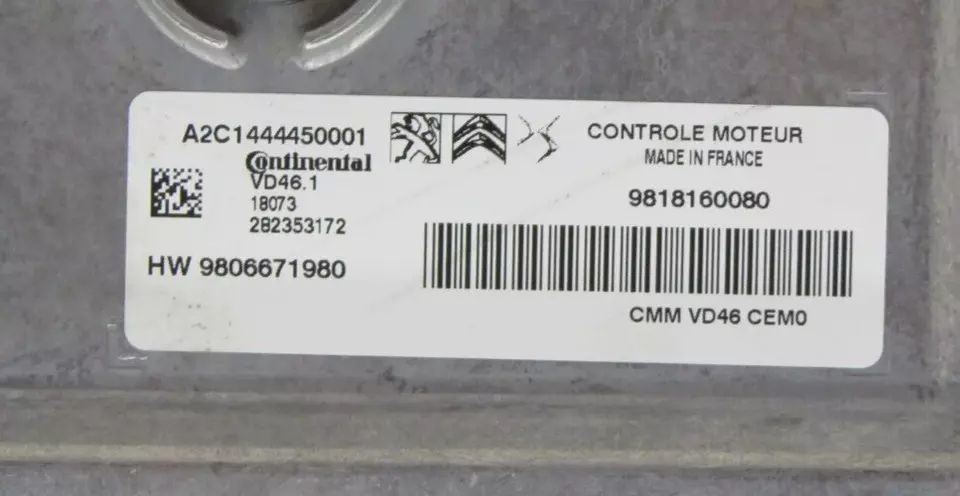 A2C1444450001
Continental
VD46.1
18073
282353172
HW 9806671980
CONTROLE MOTEUR
MADE IN FRANCE
9818160080
CMM VD46 CEM0